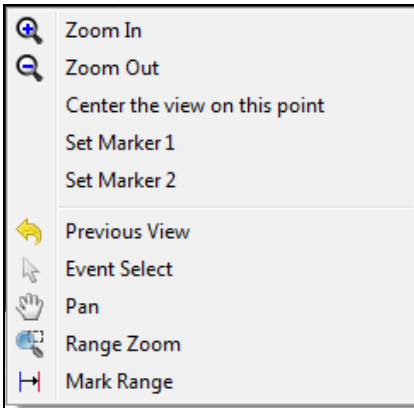 Zoom In
Zoom Out
Center the view on this point
Set Marker 1
Set Marker 2
Previous View
Event Select
Pan
Range Zoom
Mark Range